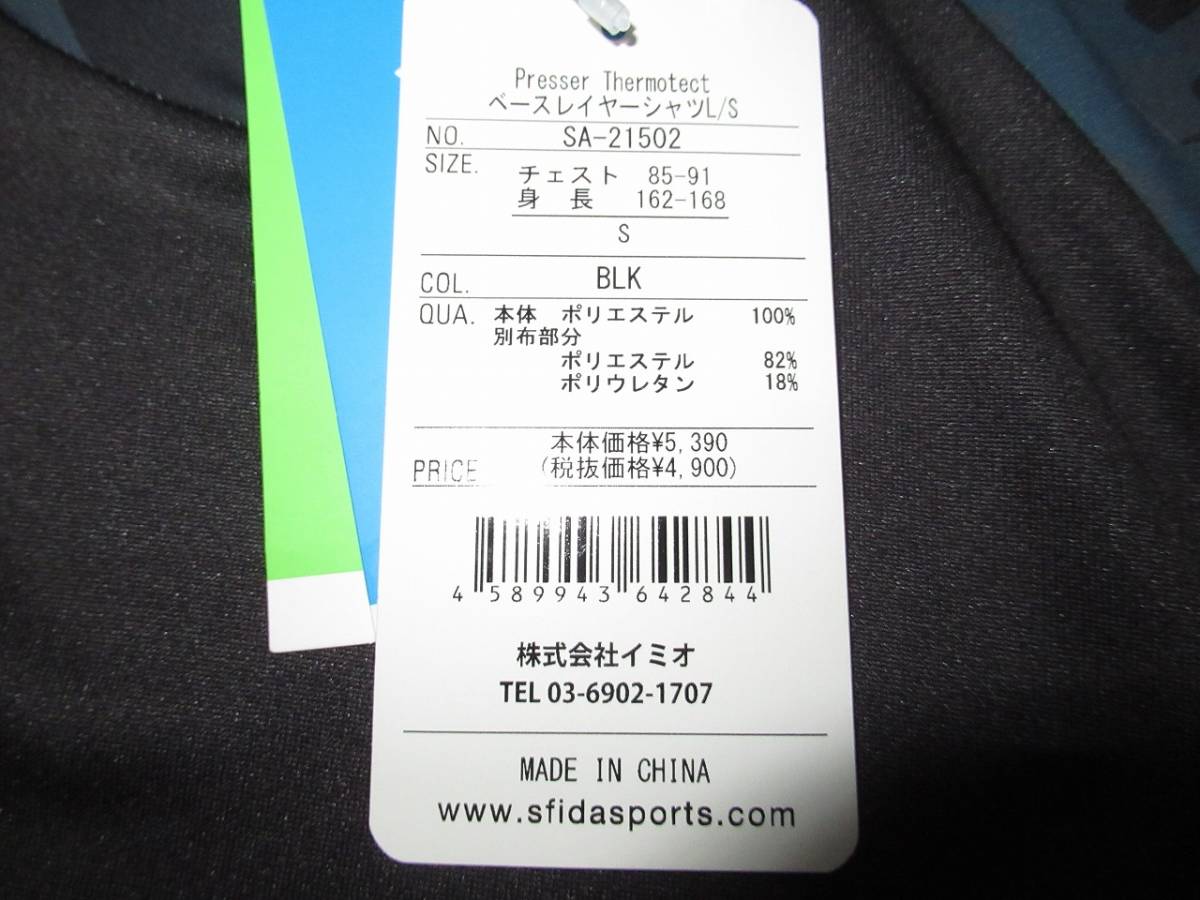 Presser Thermotect
ベースレイヤーシャツL/S
NO. SA-21502
SIZE. チェスト 85-91
身 長 162-168
S
COL. BLK
QUA. 本体 ポリエステル 100%
別布部分
ポリエステル 82%
ポリウレタン 18%
本体価格¥5,390
PRICE (税抜価格¥4,900)
4 589943 642844
株式会社イミオ
TEL 03-6902-1707
MADE IN CHINA
www.sfidasports.com